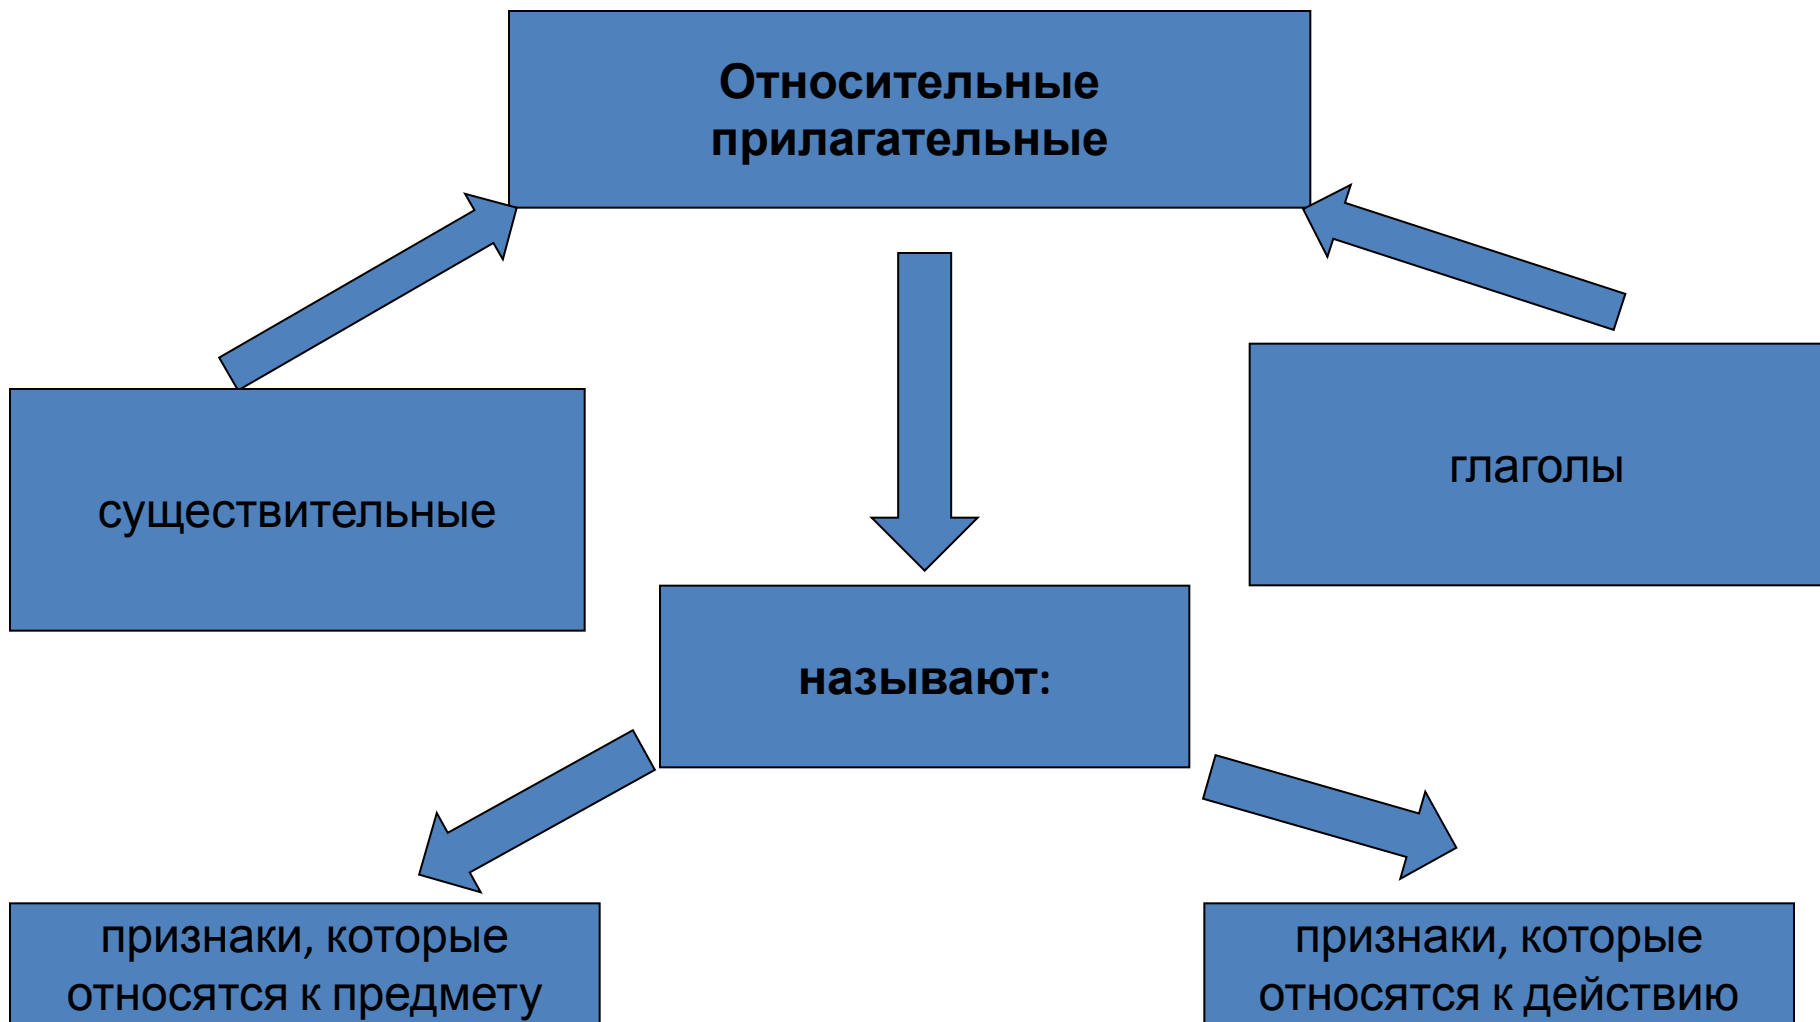 Относительные
прилагательные
существительные
глаголы
называют:
признаки, которые
относятся к предмету
признаки, которые
относятся к действию